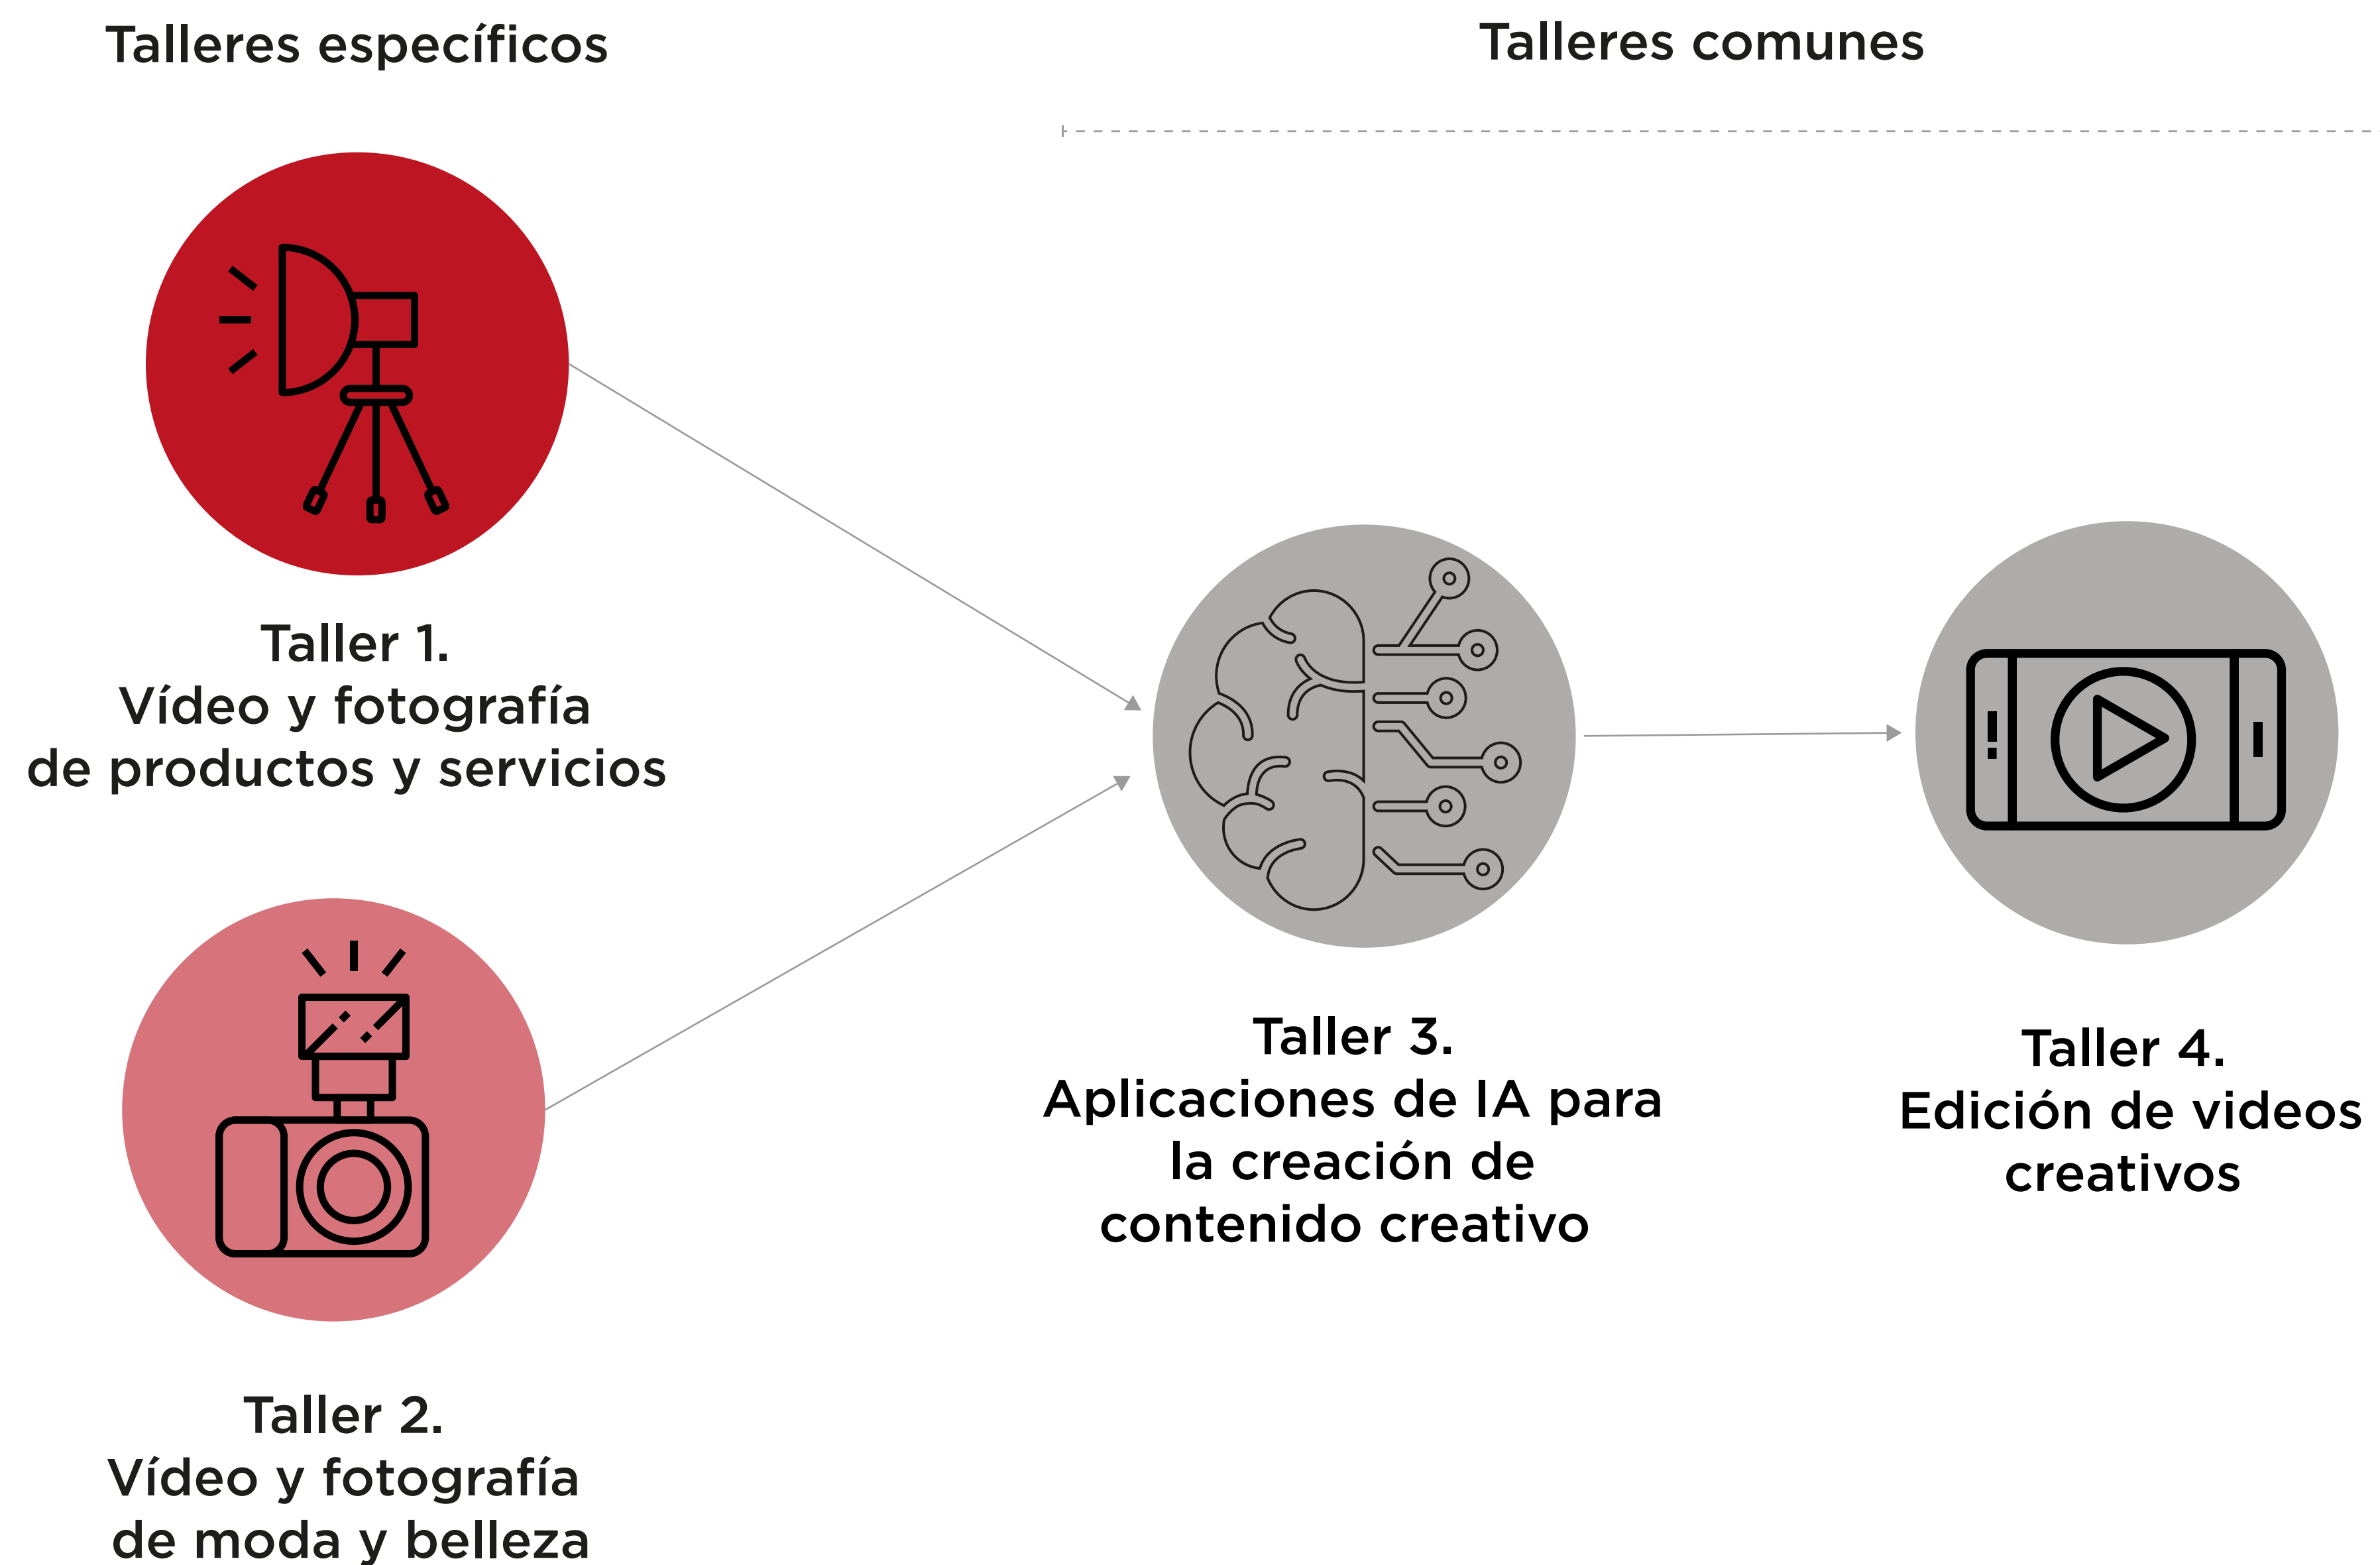 Talleres específicos
Talleres comunes
Taller 1.
Vídeo y fotografía
de productos y servicios
Taller 2.
Vídeo y fotografía
de moda y belleza
Taller 3.
Aplicaciones de IA para
la creación de
contenido creativo
Taller 4.
Edición de videos
creativos